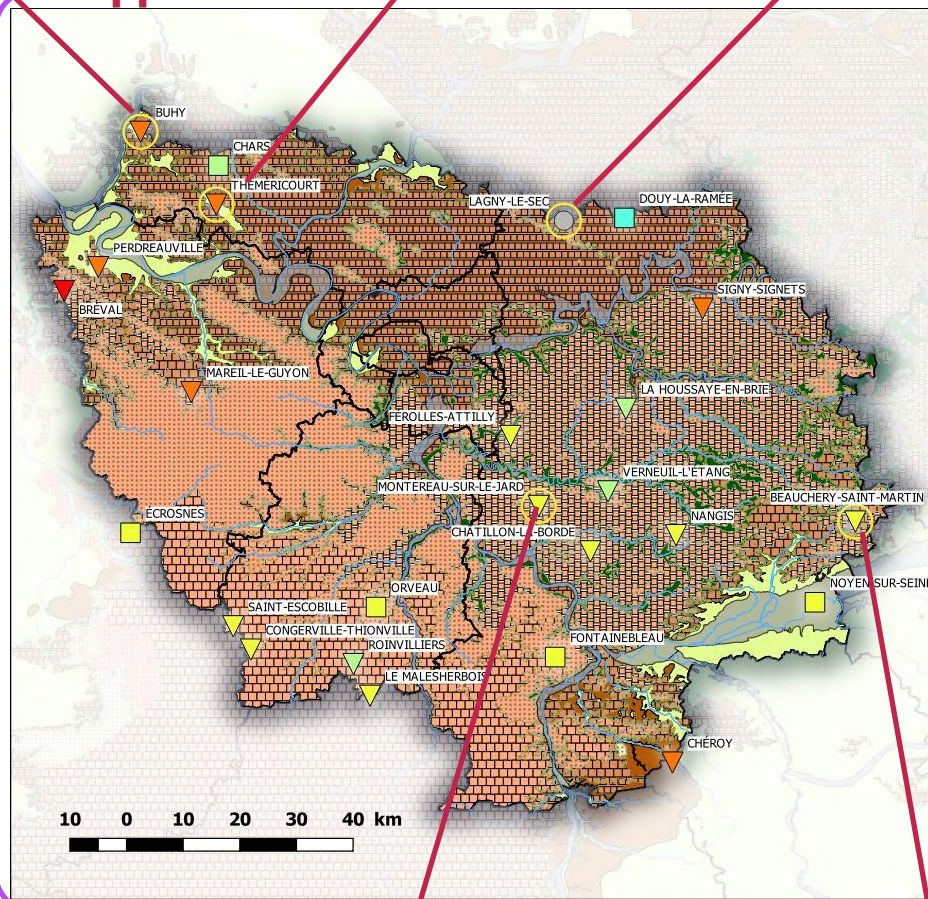 BUHY
CHARS
THÉMÉRICOURT
LAGNY-LE-SEC
DOUY-LA-RAMÉE
PERDREAUVILLE
SIGNY-SIGNETS
BRÉVAL
MAREIL-LE-GUYON
LA HOUSSAYE-EN-BRIE
FÉROLLES-ATTILLY
VERNEUIL-L'ÉTANG
MONTEREAU-SUR-LE-JARD
BEAUCHERY-SAINT-MARTIN
ÉCROSNES
NANGIS
CHATILLON-LA-BORDE
NOYEN-SUR-SEINE
ORVEAU
SAINT-ESCOBILLE
CONGERVILLE-THIONVILLE
FONTAINEBLEAU
ROINVILLIERS
LE MALESHERBOIS
CHÉROY
10 0 10 20 30 40 km